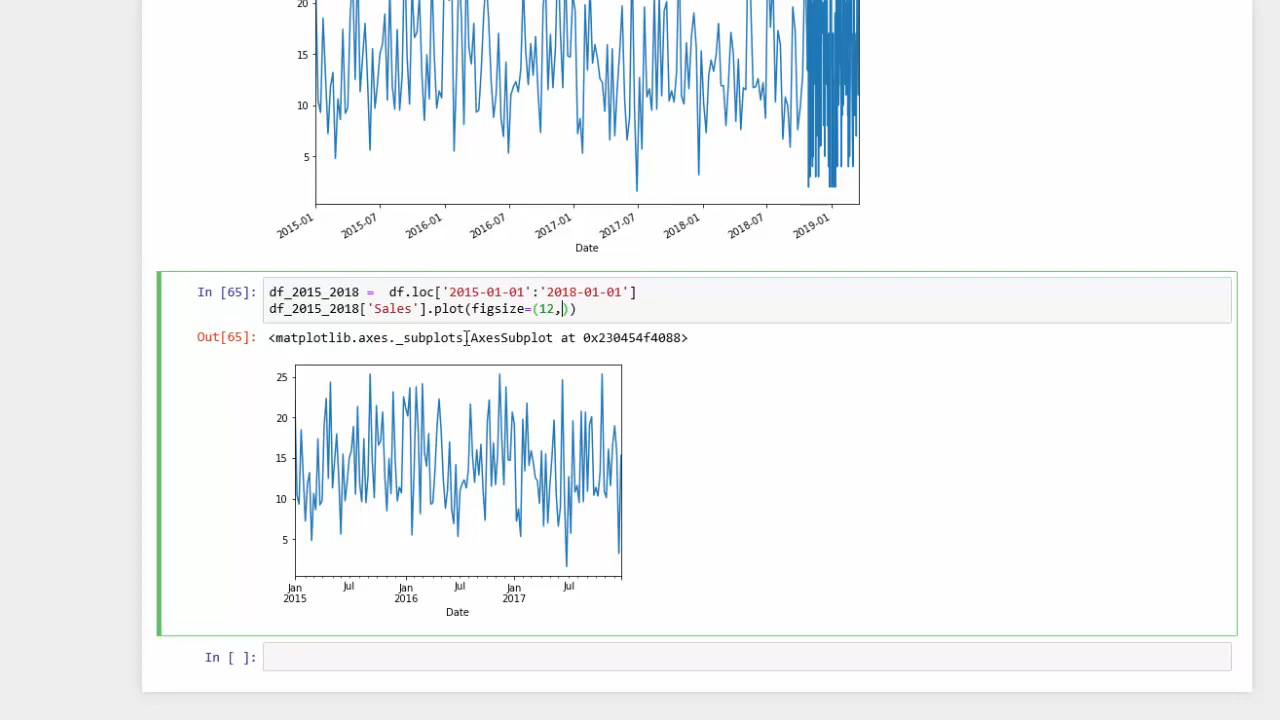 20
15
10
5
2015-01 2015-07 2016-01 2016-07 2017-01 2017-07 2018-01 2018-07 2019-01
Date
In [65]: df_2015_2018 =  df.loc['2015-01-01':'2018-01-01']
df_2015_2018['Sales'].plot(figsize=(12,))
Out[65]: <matplotlib.axes._subplots.AxesSubplot at 0x230454f4088>
25
20
15
10
5
Jan Jul Jan Jul Jan Jul
2015 2016 2017
Date
In [ ]: